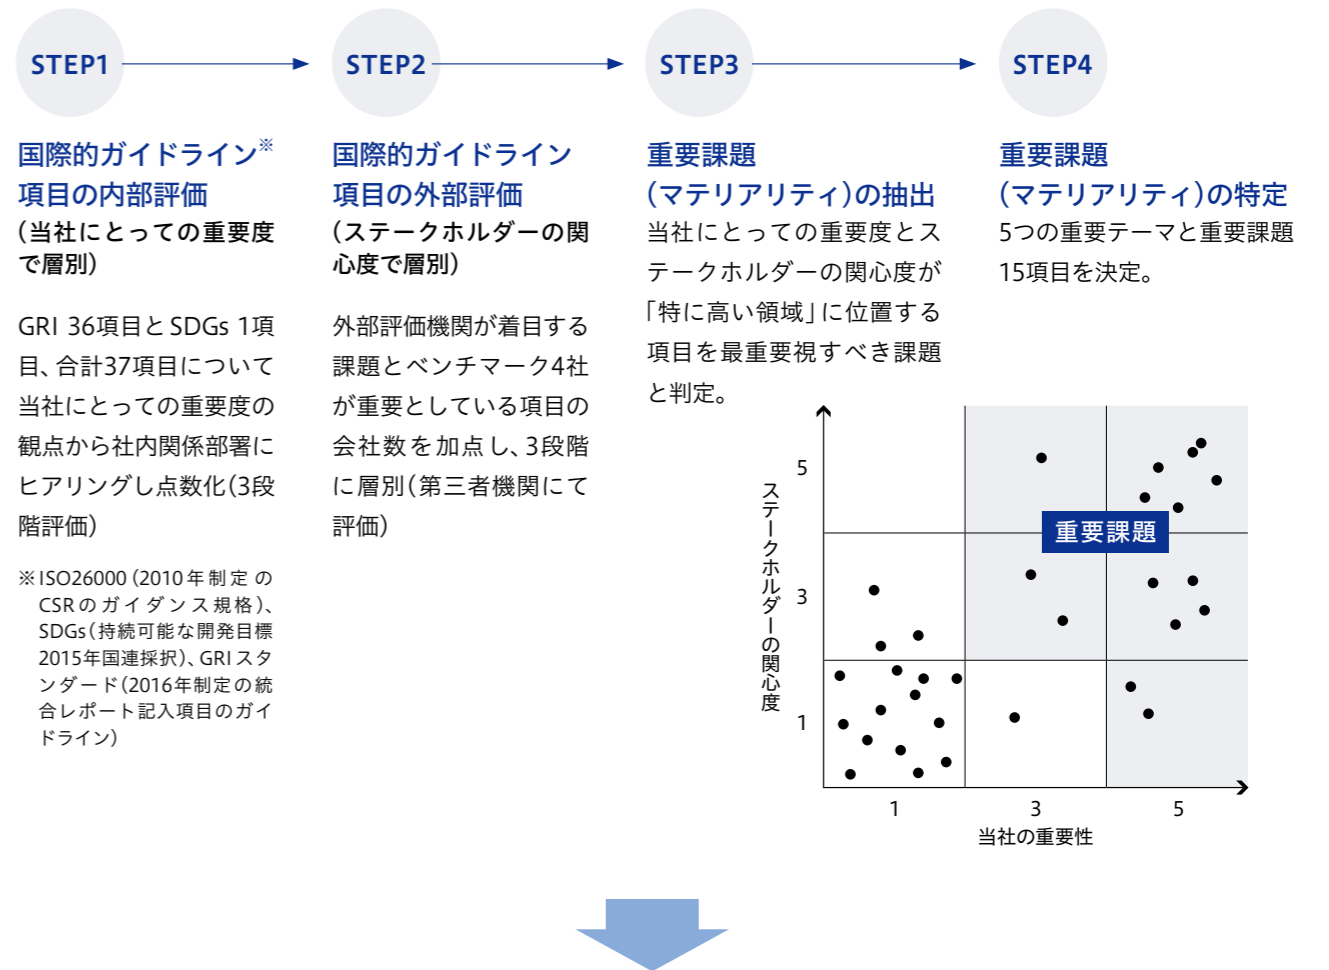 STEP1
国際的ガイドライン※
項目の内部評価
(当社にとっての重要度
で層別)
GRI 36項目とSDGs 1項
目、合計37項目について
当社にとっての重要度の
観点から社内関係部署に
ヒアリングし点数化(3段
階評価)
※ISO26000(2010年制定の
CSRのガイダンス規格)、
SDGs(持続可能な開発目標
2015年国連採択)、GRIスタ
ンダード(2016年制定の統
合レポート記入項目のガイ
ドライン)
STEP2
国際的ガイドライン
項目の外部評価
(ステークホルダーの関
心度で層別)
外部評価機関が着目する
課題とベンチマーク4社
が重要としている項目の
会社数を加点し、3段階
に層別(第三者機関にて
評価)
STEP3
重要課題
(マテリアリティ)の抽出
当社にとっての重要度とス
テークホルダーの関心度が
「特に高い領域」に位置する
項目を最重要視すべき課題
と判定。
STEP4
重要課題
(マテリアリティ)の特定
5つの重要テーマと重要課題
15項目を決定。
ステークホルダーの関心度
5
3
1
重要課題
1
3
5
当社の重要性